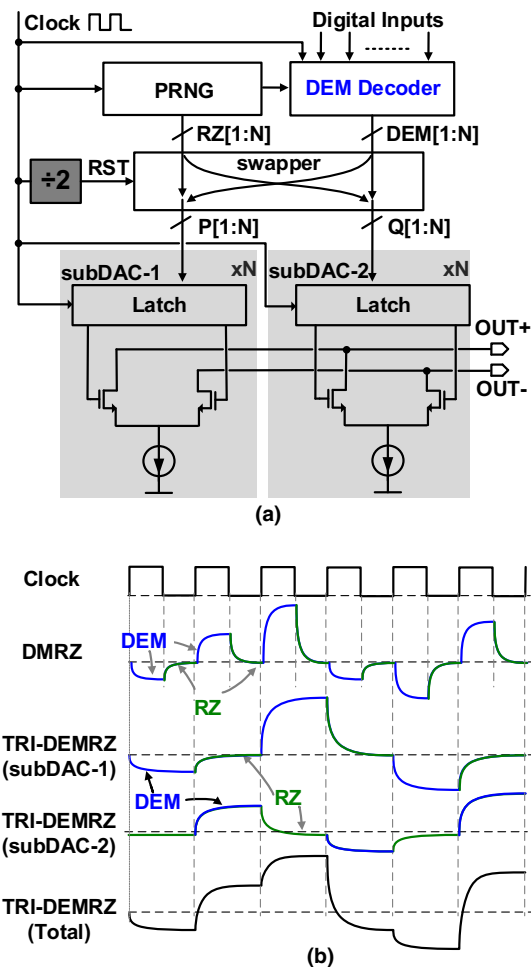 Clock
Digital Inputs
PRNG
DEM Decoder
RZ[1:N]
DEM[1:N]
÷2
RST
swapper
P[1:N]
Q[1:N]
subDAC-1
xN
subDAC-2
xN
Latch
Latch
OUT+
OUT-
(a)
Clock
DMRZ
DEM
RZ
TRI-DEMRZ
(subDAC-1)
DEM
RZ
TRI-DEMRZ
(subDAC-2)
TRI-DEMRZ
(Total)
(b)